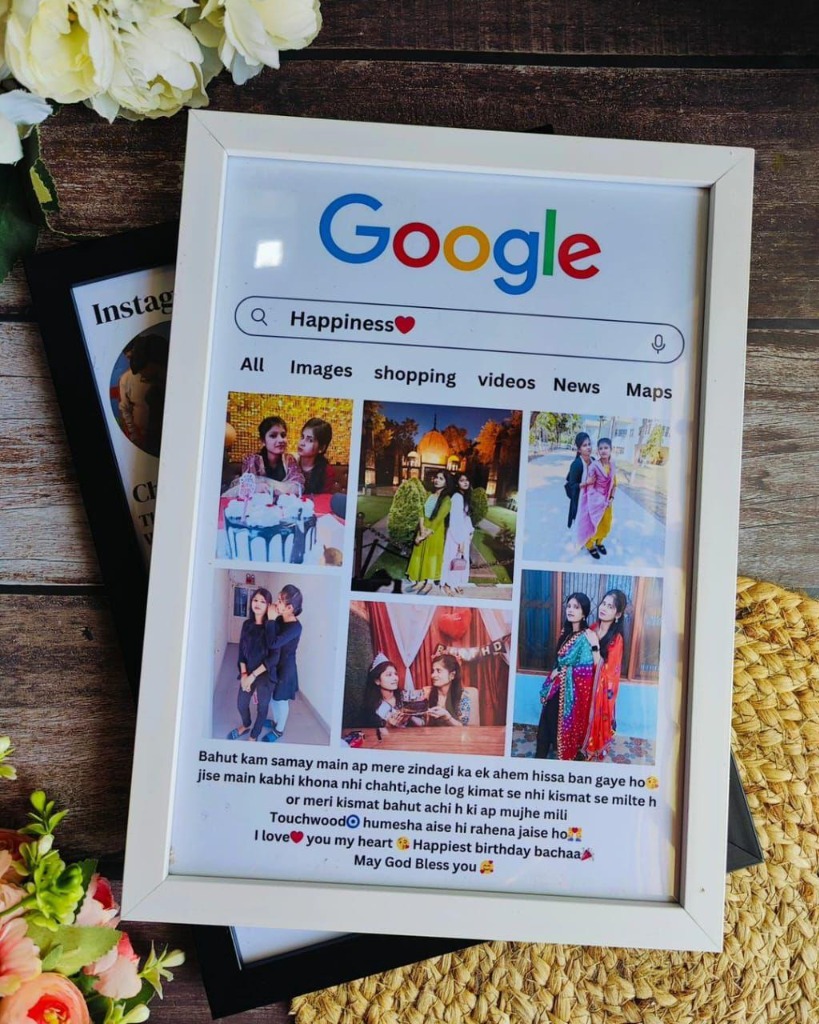 Google
Happiness❤️
All Images shopping videos News Maps
Instag
BIRTHD
Bahut kam samay main ap mere zindagi ka ek ahem hissa ban gaye ho😘
jise main kabhi khona nhi chahti,ache log kimat se nhi kismat se milte h
or meri kismat bahut achi h ki ap mujhe mili
Touchwood🧿 humesha aise hi rahena jaise ho👩‍❤️‍👩
I love❤️ you my heart 😘 Happiest birthday bachaa🎉
May God Bless you 🥰